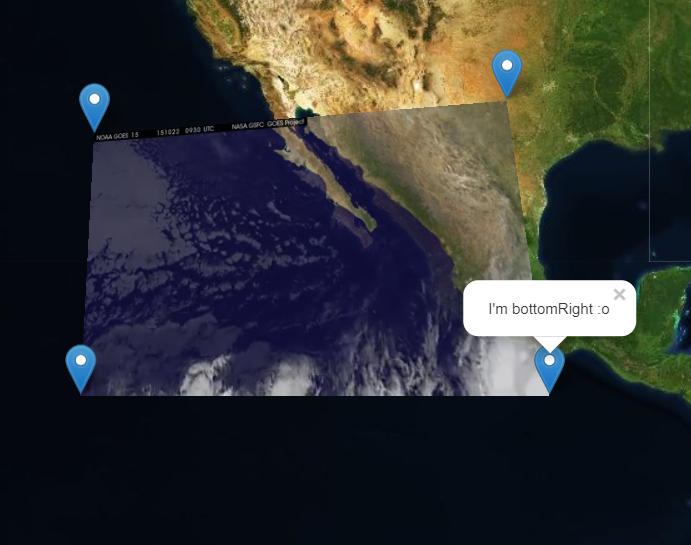 NOAA GOES 15 151022 0930 UTC NASA GSFC GOES Project
×
I'm bottomRight :o